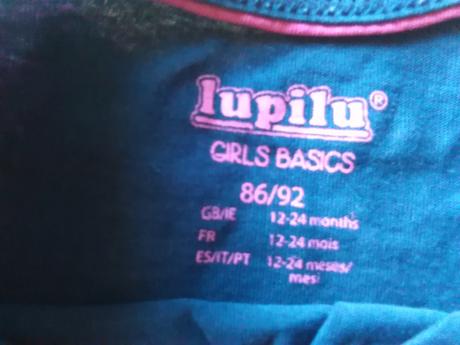 lupilu®
GIRLS BASICS
86/92
GB/IE 12-24 months
FR 12-24 mois
ES/IT/PT 12-24 meses/
mesi